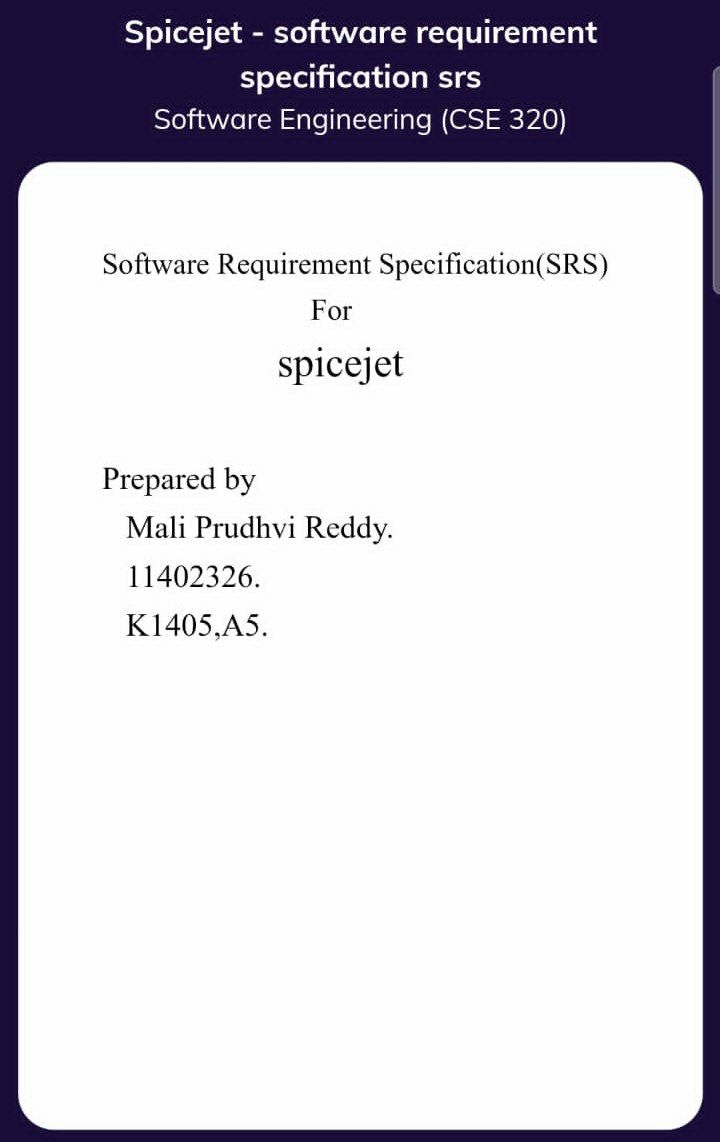 Spicejet - software requirement
specification srs
Software Engineering (CSE 320)
Software Requirement Specification(SRS)
For
spicejet
Prepared by
Mali Prudhvi Reddy.
11402326.
K1405,A5.